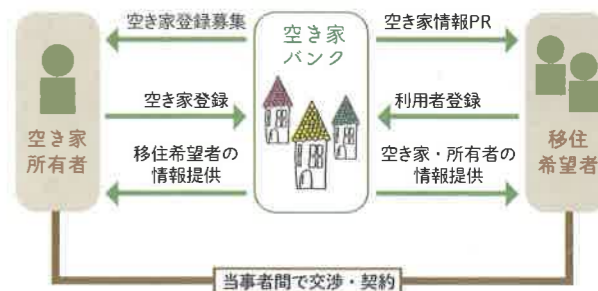 空き家登録募集
空き家
バンク
空き家情報PR
空き家登録
利用者登録
空き家
所有者
移住
希望者
移住希望者の
情報提供
空き家・所有者の
情報提供
当事者間で交渉・契約